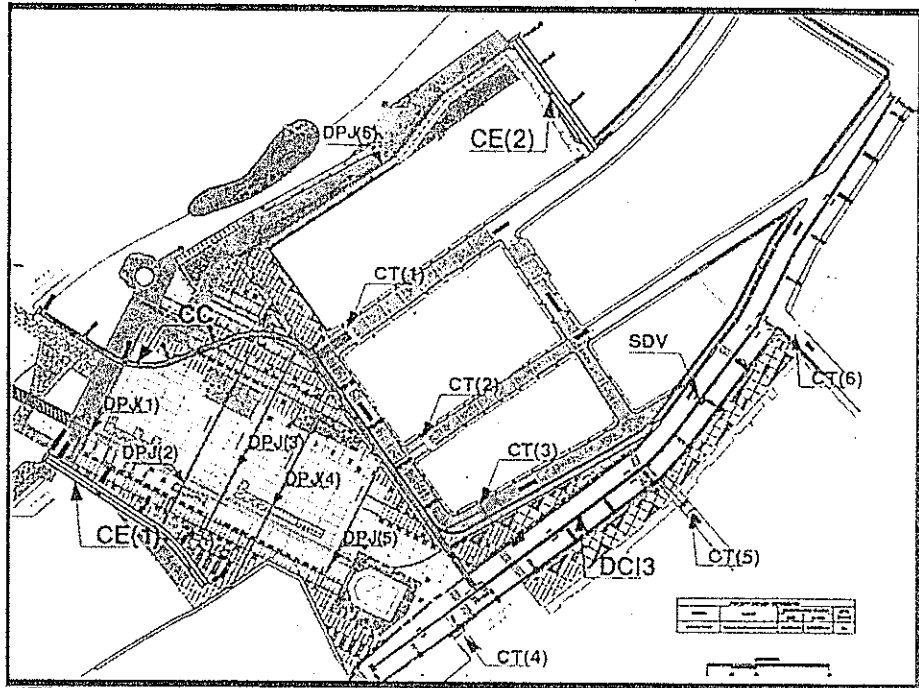 DPJ(6)
CE(2)
CT(1)
CC
SDV
CT(2)
CT(6)
DPJ(1)
DPJ(3)
CT(3)
DPJ(2)
DPJ(4)
CE(1)
DPJ(5)
CT(5)
DCI3
CT(4)